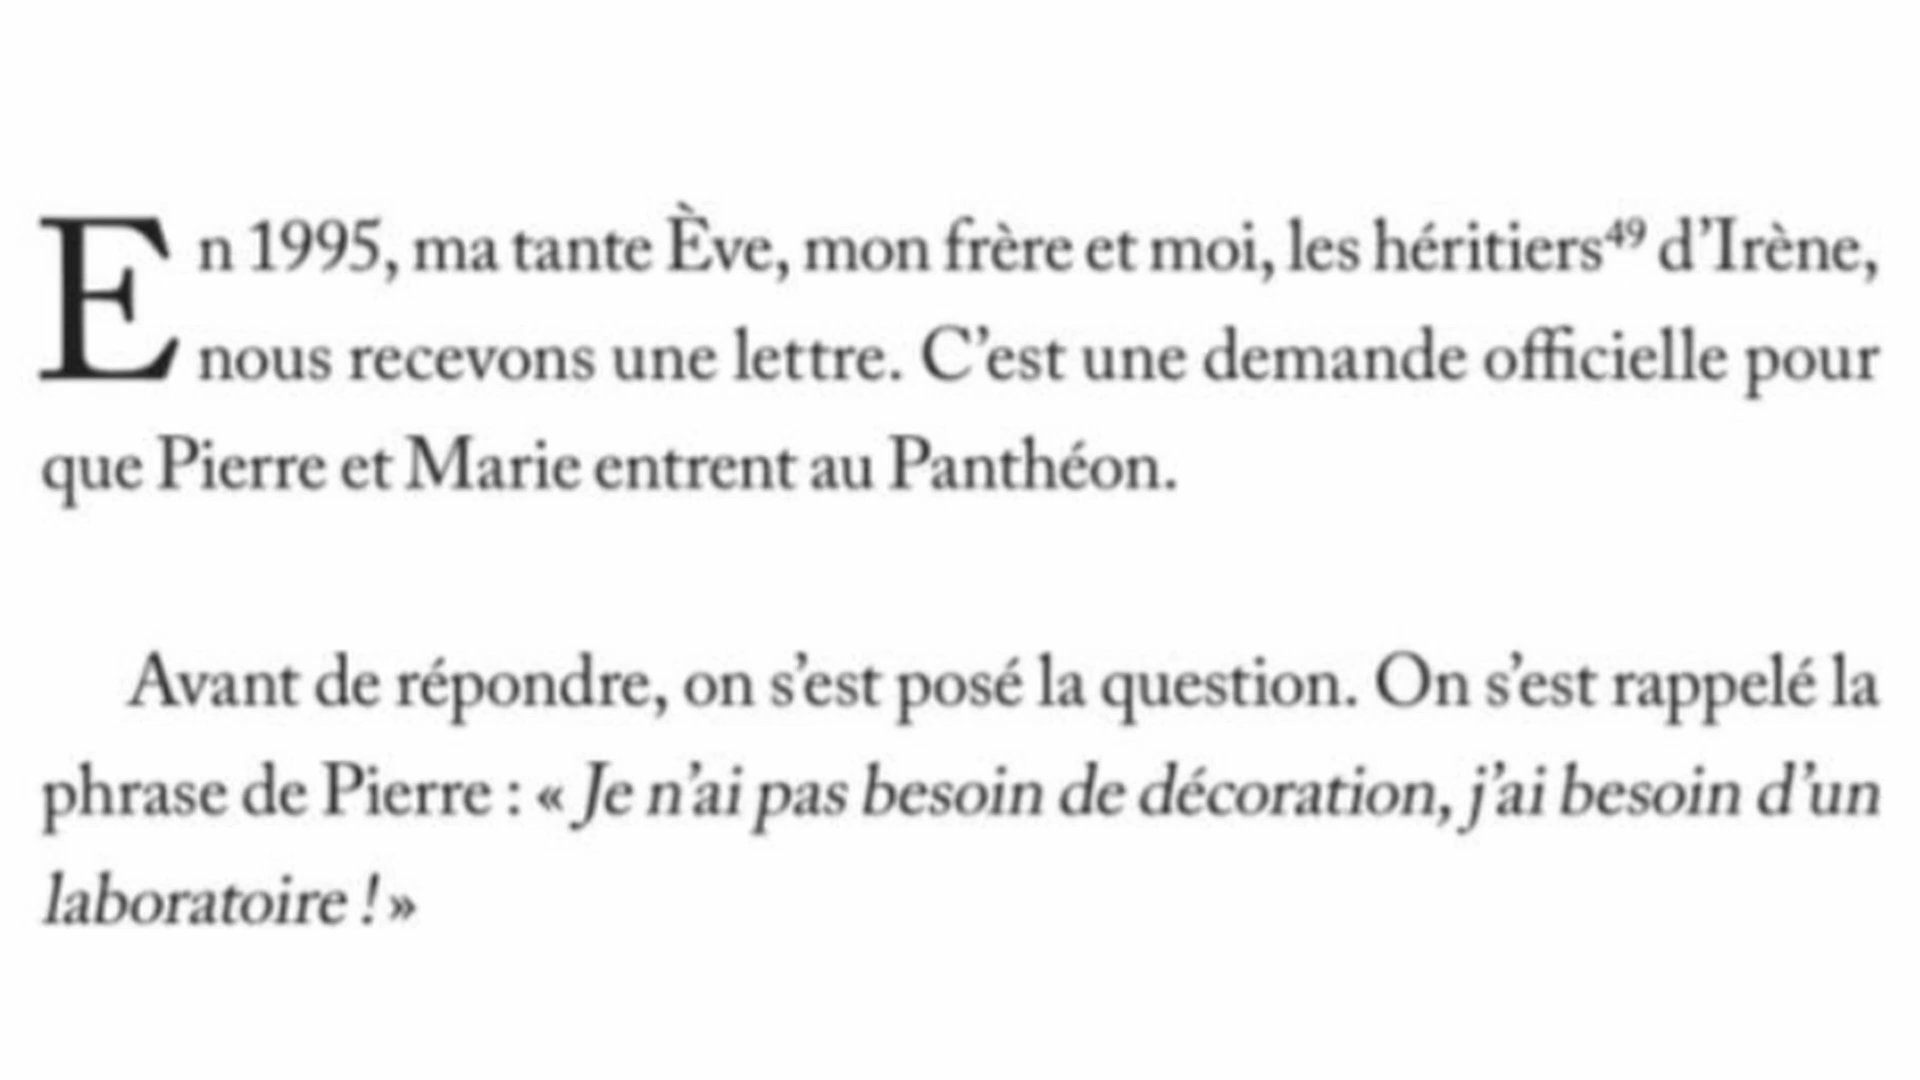 En 1995, ma tante Ève, mon frère et moi, les héritiers⁴⁹ d’Irène,
nous recevons une lettre. C’est une demande officielle pour
que Pierre et Marie entrent au Panthéon.
Avant de répondre, on s’est posé la question. On s’est rappelé la
phrase de Pierre : « Je n’ai pas besoin de décoration, j’ai besoin d’un
laboratoire ! »